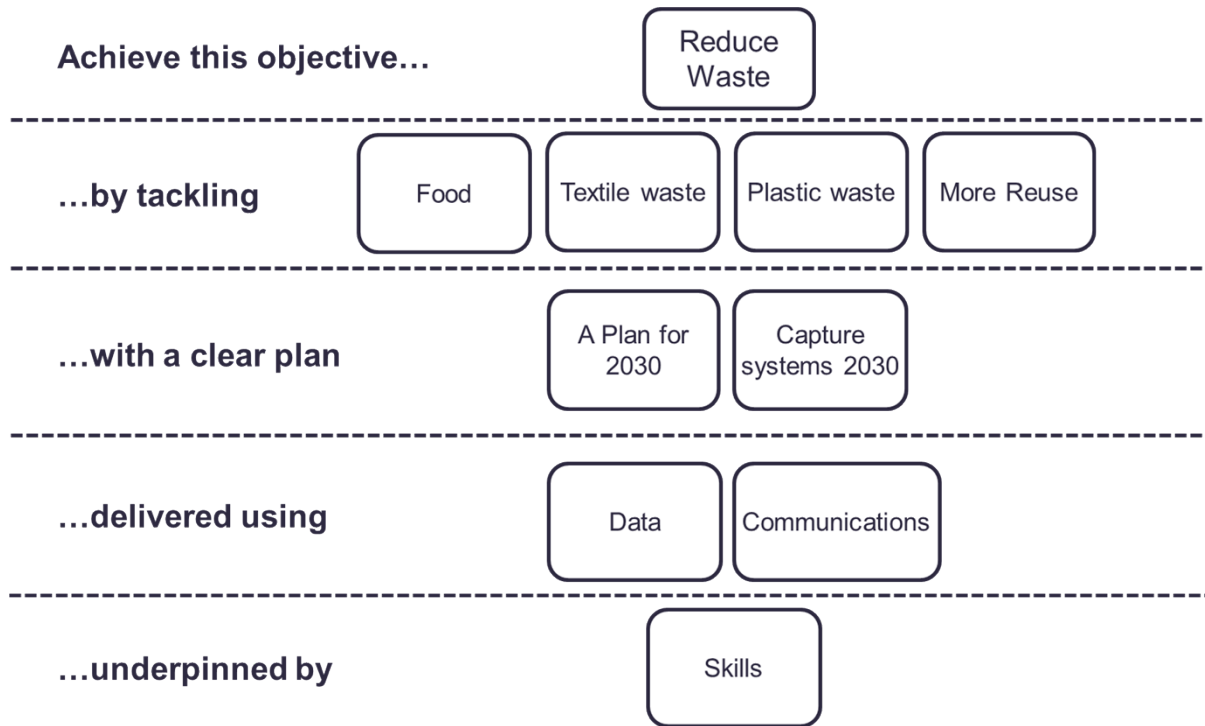 Achieve this objective…
Reduce
Waste
…by tackling
Food
Textile waste
Plastic waste
More Reuse
…with a clear plan
A Plan for
2030
Capture
systems 2030
…delivered using
Data
Communications
…underpinned by
Skills